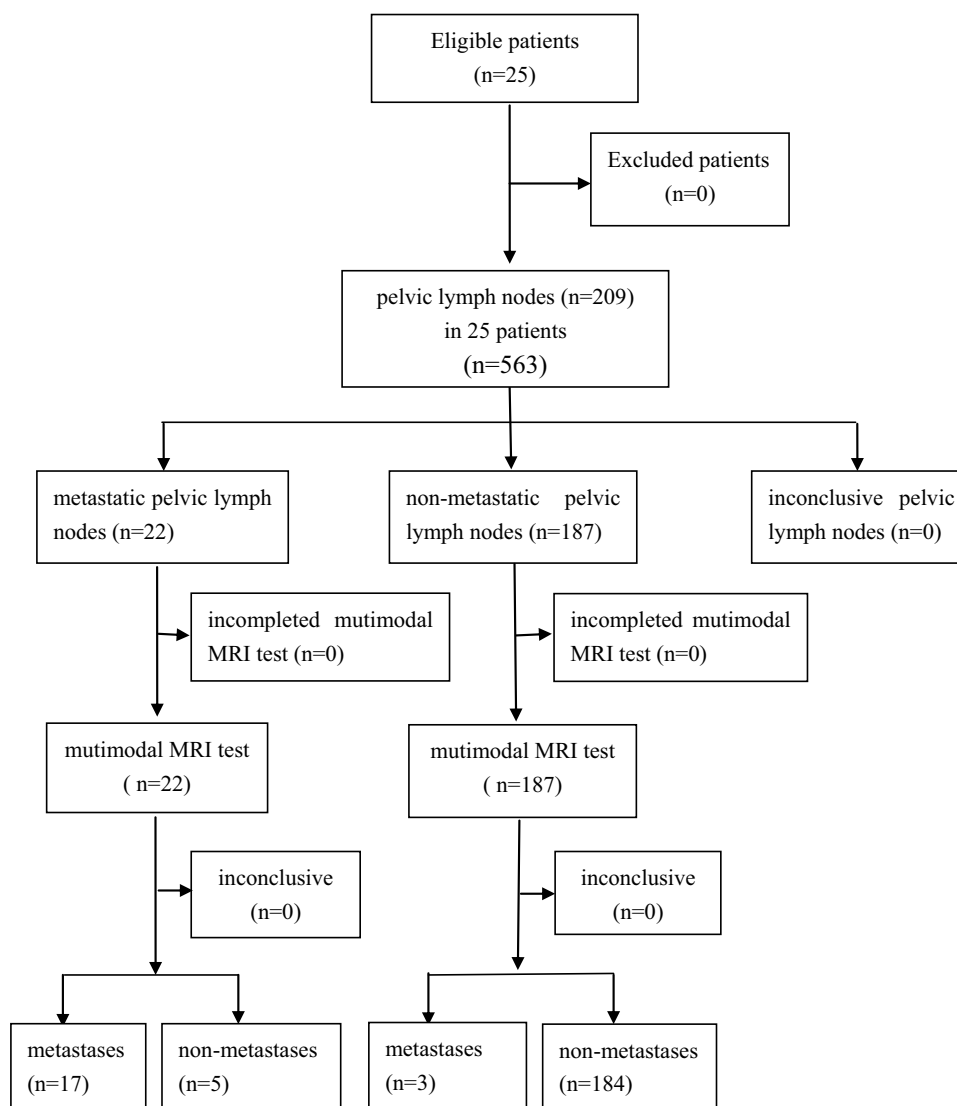 Eligible patients
(n=25)
Excluded patients
(n=0)
pelvic lymph nodes (n=209)
in 25 patients
(n=563)
metastatic pelvic lymph
nodes (n=22)
non-metastatic pelvic
lymph nodes (n=187)
inconclusive pelvic
lymph nodes (n=0)
incompleted mutimodal
MRI test (n=0)
incompleted mutimodal
MRI test (n=0)
mutimodal MRI test
( n=22)
mutimodal MRI test
( n=187)
inconclusive
(n=0)
inconclusive
(n=0)
metastases
(n=17)
non-metastases
(n=5)
metastases
(n=3)
non-metastases
(n=184)